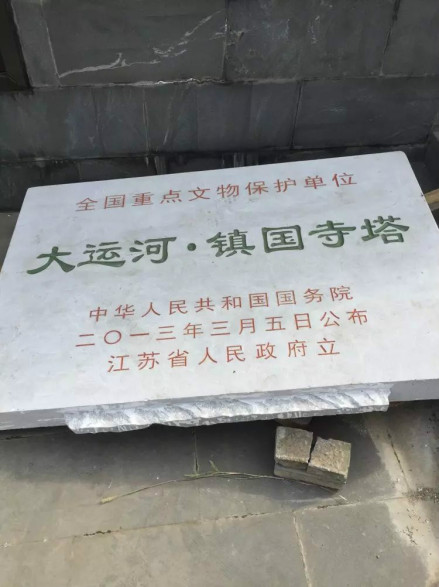 全国重点文物保护单位
大运河·镇国寺塔
中华人民共和国国务院
二〇一三年三月五日公布
江苏省人民政府立